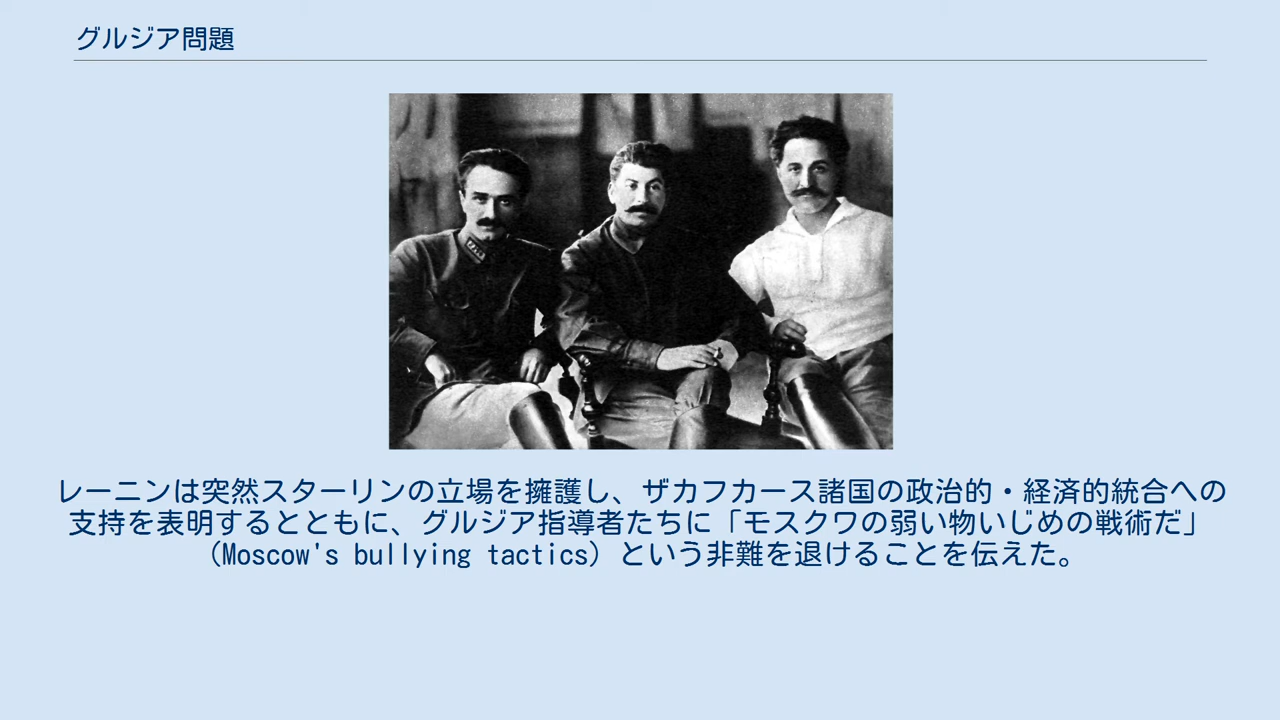 グルジア問題
レーニンは突然スターリンの立場を擁護し、ザカフカース諸国の政治的・経済的統合への
支持を表明するとともに、グルジア指導者たちに「モスクワの弱い物いじめの戦術だ」
（Moscow's bullying tactics）という非難を退けることを伝えた。